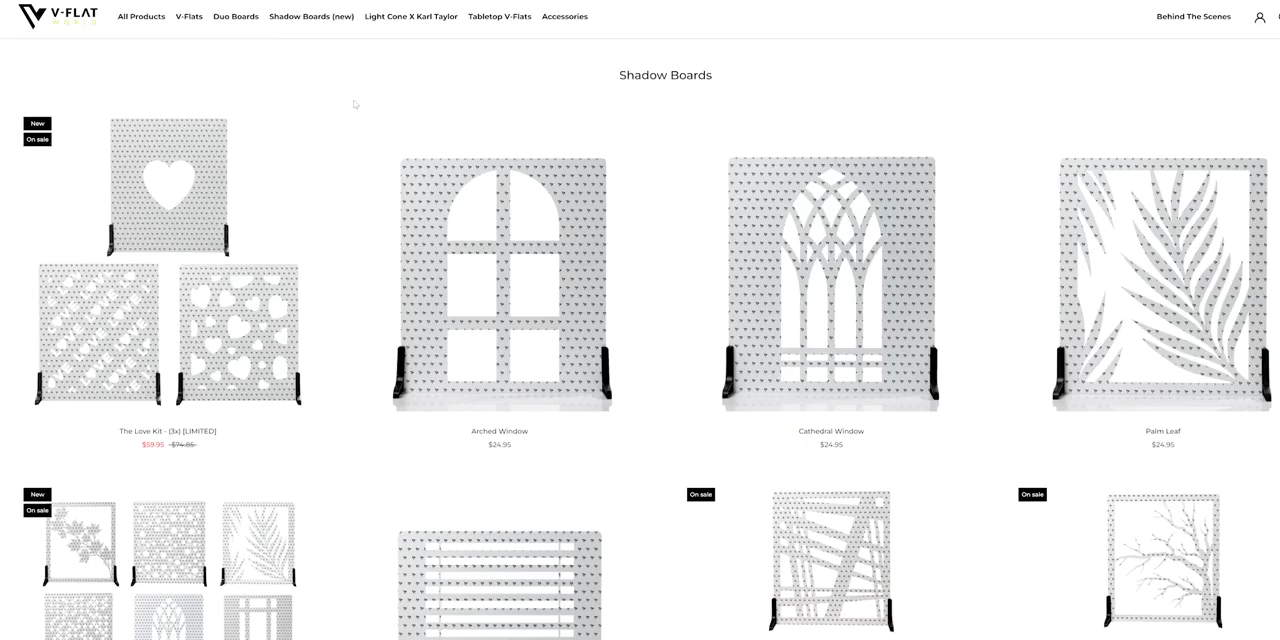 V-FLAT
WORLD
All Products
V-Flats
Duo Boards
Shadow Boards (new)
Light Cone X Karl Taylor
Tabletop V-Flats
Accessories
Behind The Scenes
Shadow Boards
New
On sale
The Love Kit - (3x) [LIMITED]
$59.95 $74.85
Arched Window
$24.95
Cathedral Window
$24.95
Palm Leaf
$24.95
New
On sale
On sale
On sale